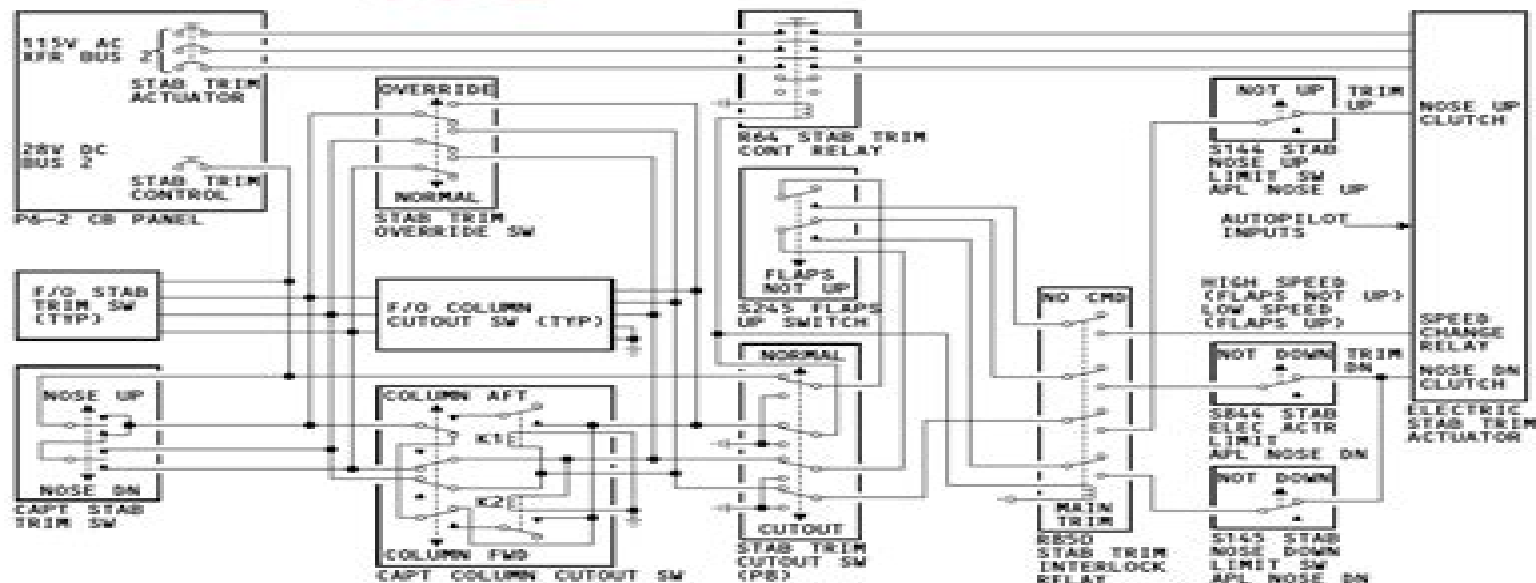 115V AC
XFR BUS 2
STAB TRIM
ACTUATOR
28V DC
BUS 2
STAB TRIM
CONTROL
P6-2 CB PANEL
OVERRIDE
NORMAL
STAB TRIM
OVERRIDE SW
R64 STAB TRIM
CONT RELAY
FLAPS
NOT UP
S245 FLAPS
UP SWITCH
NOT UP
TRIM
UP
S144 STAB
NOSE UP
LIMIT SW
APL NOSE UP
NOSE UP
CLUTCH
AUTOPILOT
INPUTS
HIGH SPEED
(FLAPS NOT UP)
LOW SPEED
(FLAPS UP)
SPEED
CHANGE
RELAY
F/O STAB
TRIM SW
(TYP)
F/O COLUMN
CUTOUT SW (TYP)
NO CMD
NORMAL
NOT DOWN
TRIM
DN
NOSE DN
CLUTCH
S844 STAB
ELEC ACTR
LIMIT
APL NOSE DN
ELECTRIC
STAB TRIM
ACTUATOR
NOSE UP
NOSE DN
CAPT STAB
TRIM SW
COLUMN AFT
K1
K2
COLUMN FWD
CAPT COLUMN CUTOUT SW
CUTOUT
STAB TRIM
CUTOUT SW
(P8)
MAIN
TRIM
R850
STAB TRIM
INTERLOCK
RELAY
NOT DOWN
S145 STAB
NOSE DOWN
LIMIT SW
APL NOSE DN